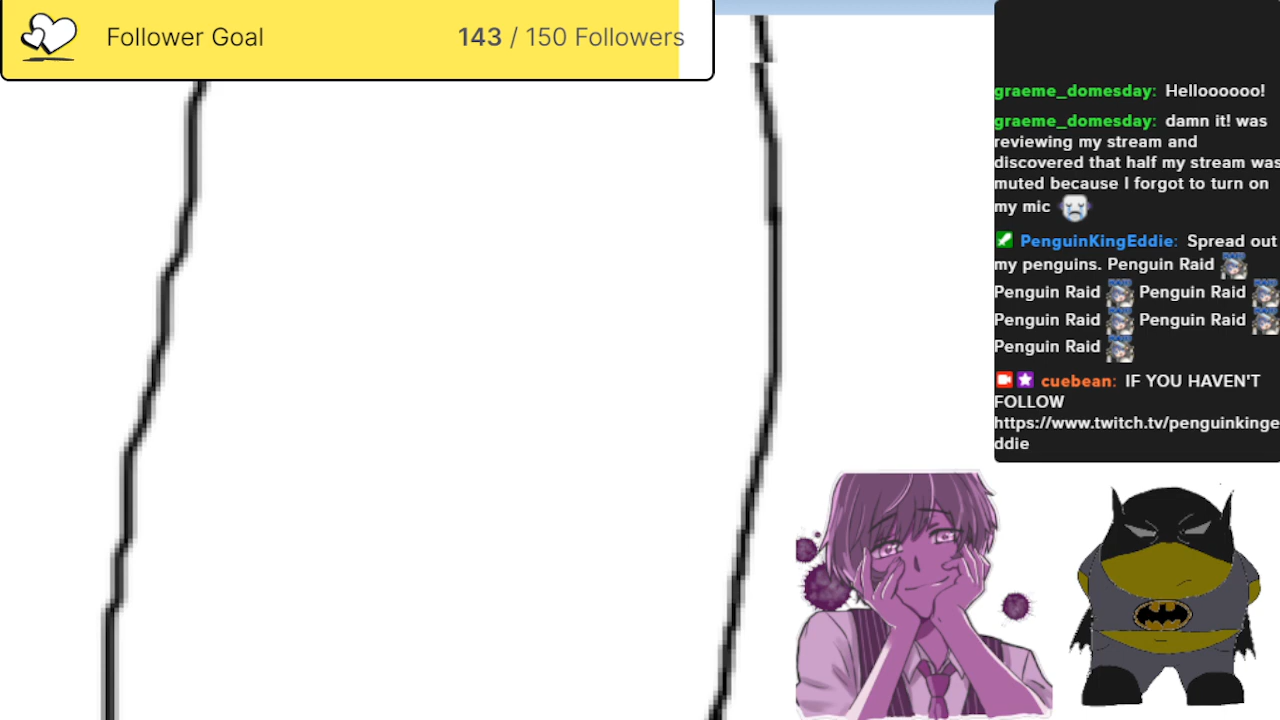 Follower Goal 143 / 150 Followers
graeme_domesday: Helloooooo!
graeme_domesday: damn it! was
reviewing my stream and
discovered that half my stream was
muted because I forgot to turn on
my mic
PenguinKingEddie: Spread out
my penguins. Penguin Raid
Penguin Raid Penguin Raid
Penguin Raid Penguin Raid
Penguin Raid
cuebean: IF YOU HAVEN'T
FOLLOW
https://www.twitch.tv/penguinkinge
ddie